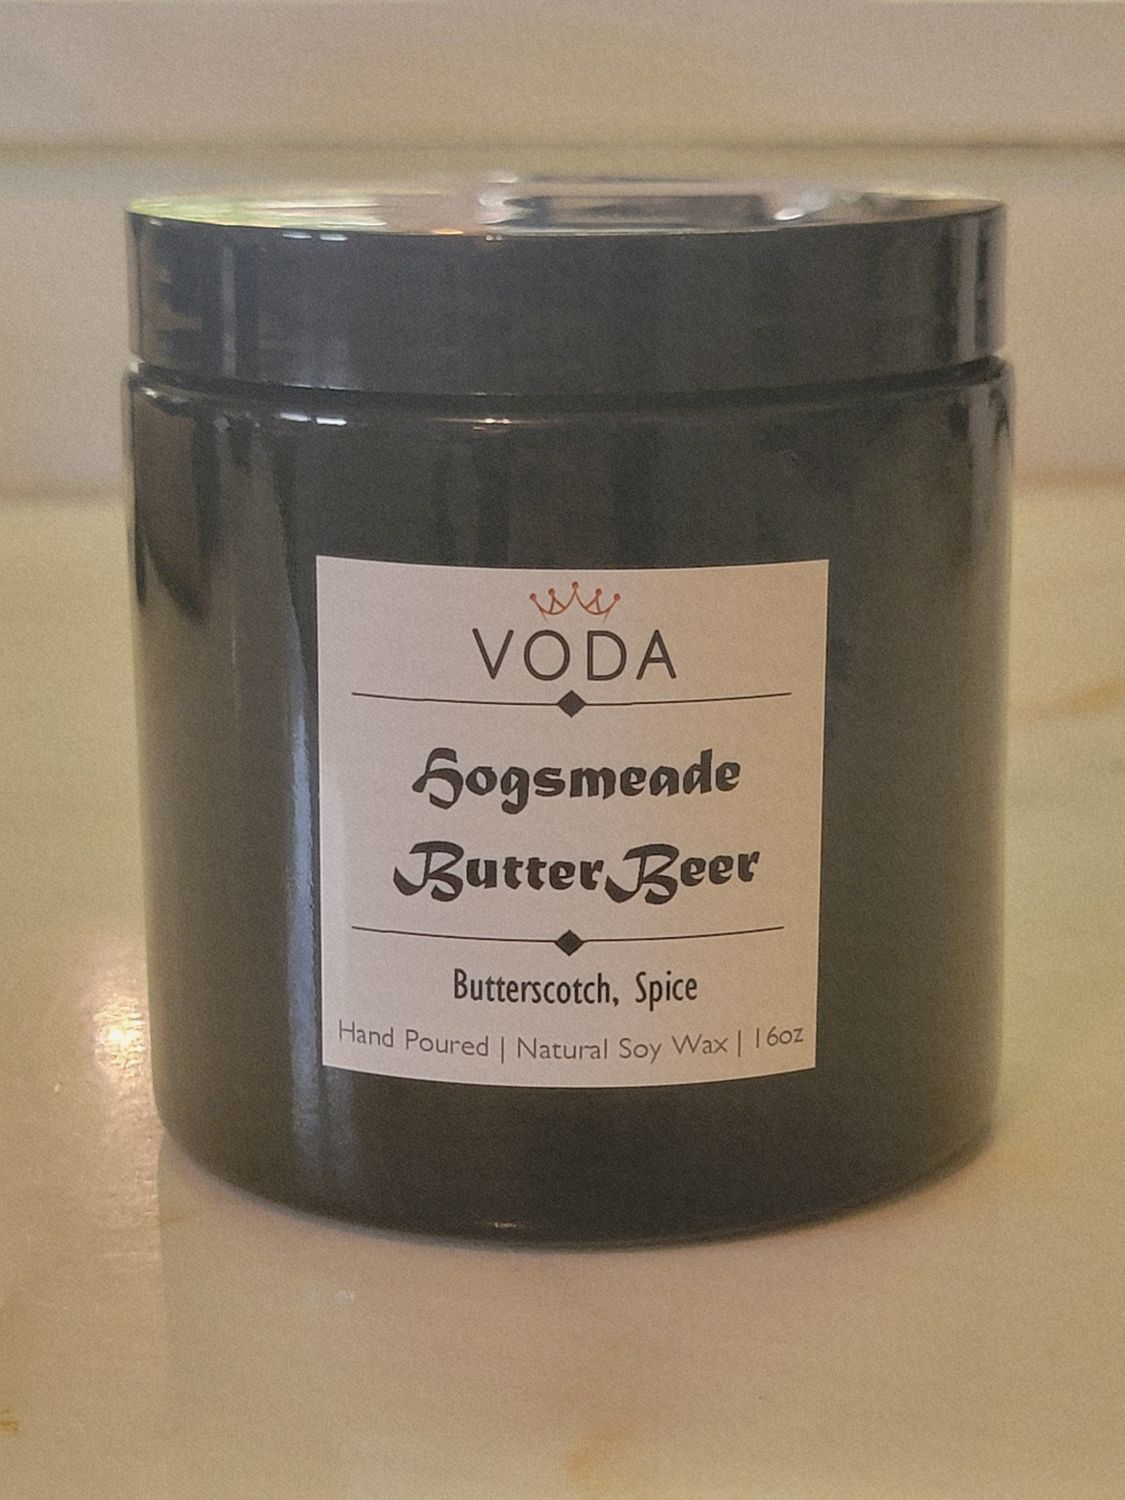 VODA
Hogsmeade
ButterBeer
Butterscotch, Spice
Hand Poured | Natural Soy Wax | 16oz